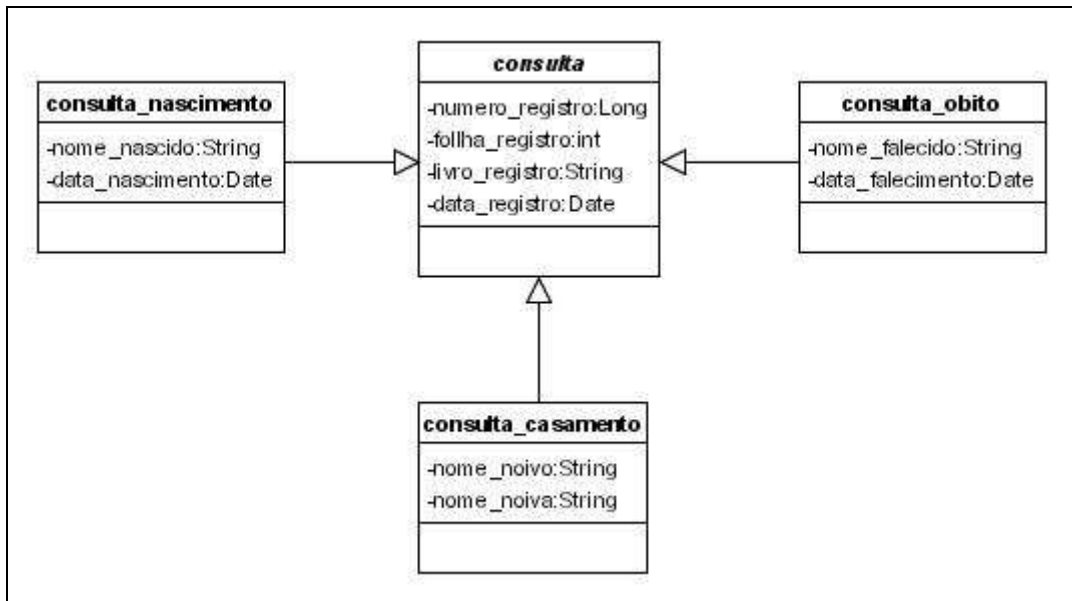 consulta
-numero_registro:Long
-follha_registro:int
-livro_registro:String
-data_registro:Date
consulta_nascimento
-nome_nascido:String
-data_nascimento:Date
consulta_obito
-nome_falecido:String
-data_falecimento:Date
consulta_casamento
-nome_noivo:String
-nome_noiva:String